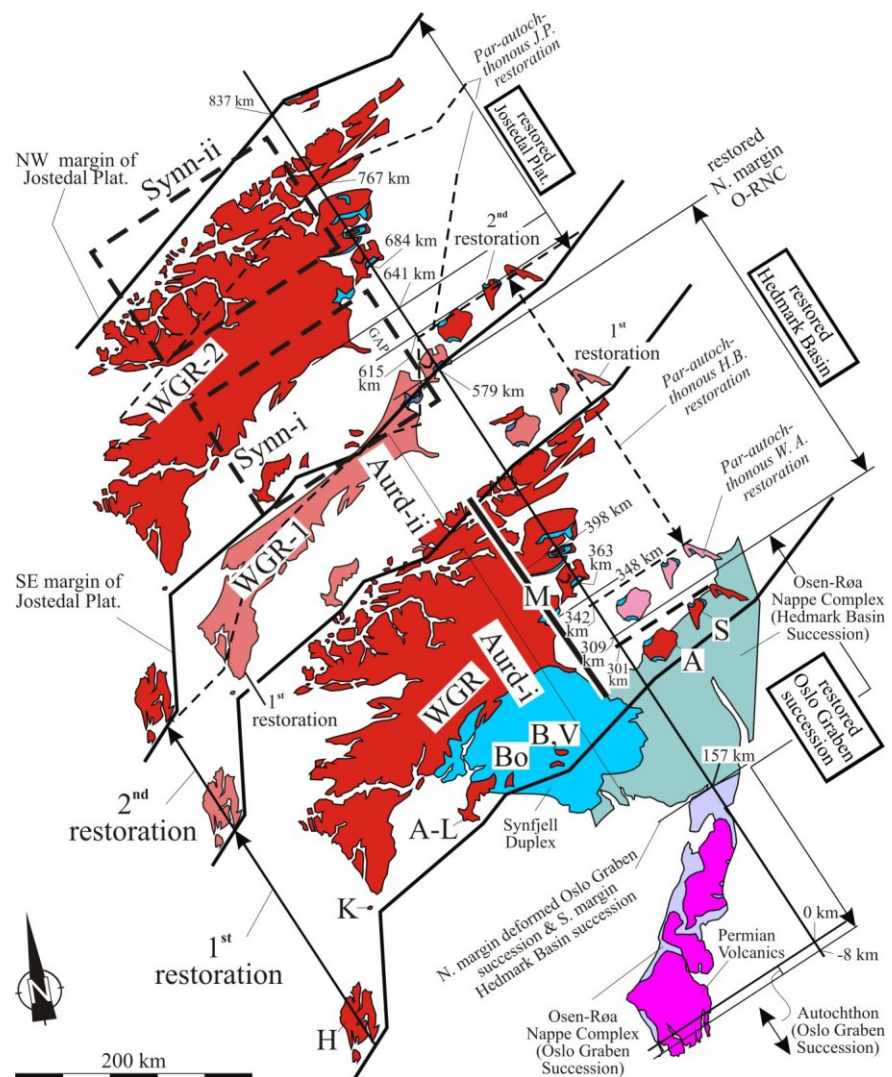 837 km
Par-autoch-
thonous J.P.
restoration
restored
Jostedal Plat.
NW margin of
Jostedal Plat.
Synn-ii
restored
N. margin
O-RNC
767 km
2nd
restoration
684 km
641 km
restored
Hedmark Basin
GAP
1st
restoration
615
km
579 km
WGR-2
Par-autoch-
thonous H.B.
restoration
Synn-i
Aurd-ii
Par-autoch-
thonous W. A.
restoration
WGR-1
398 km
363
km
348 km
SE margin of
Jostedal Plat.
M
342
km
309
km
301
km
S
A
Osen-Røa
Nappe Complex
(Hedmark Basin
Succession)
1st
restoration
WGR
Aurd-i
restored
Oslo Graben
succession
B,V
Bo
157 km
2nd
restoration
A-L
Synfjell
Duplex
N. margin deformed Oslo Graben
succession & S. margin
Hedmark Basin succession
K
1st
restoration
0 km
-8 km
Permian
Volcanics
N
H
Osen-Røa
Nappe Complex
(Oslo Graben
Succession)
Autochthon
(Oslo Graben
Succession)
200 km